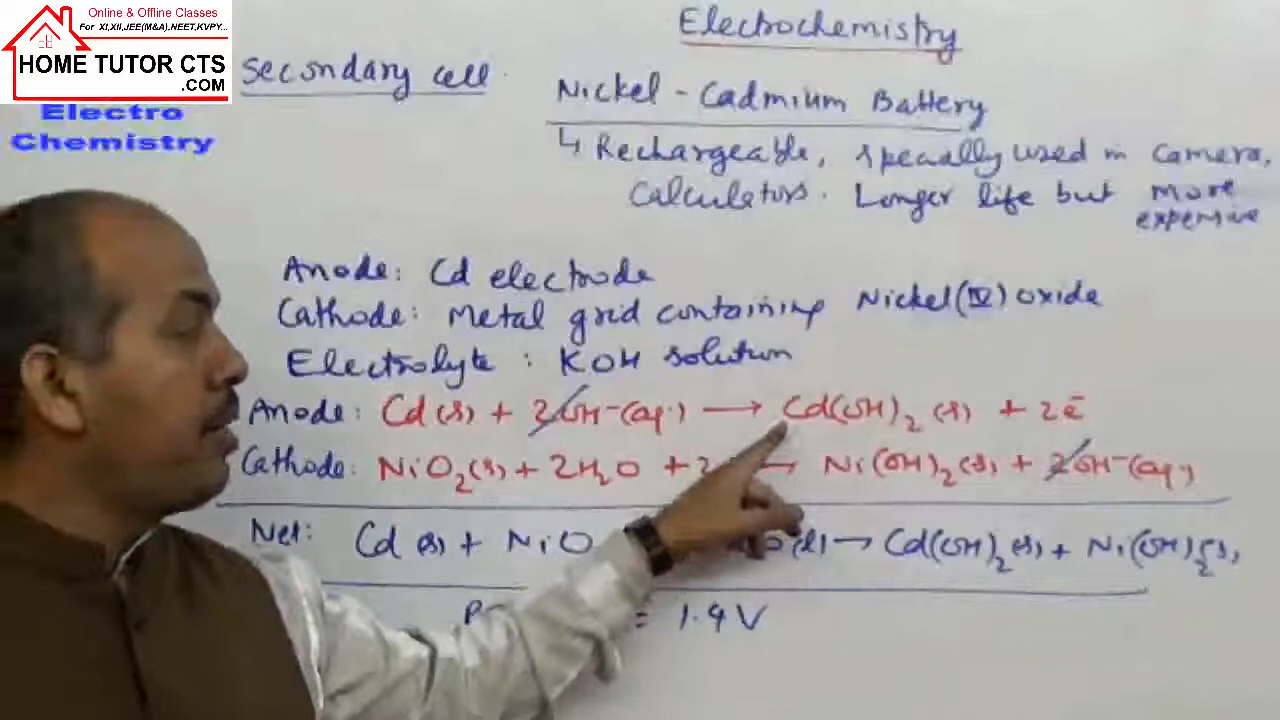 Online & Offline Classes
For XI,XII,JEE(M&A),NEET,KVPY...
HOME TUTOR CTS
.COM
Electro
Chemistry
Electrochemistry
Secondary cell.
Nickel - Cadmium Battery
↳ Rechargeable, specially used in camera,
Calculators. Longer life but more
expensive
Anode: Cd electrode
Cathode: Metal grid containing Nickel(IV) oxide
Electrolyte : KOH solution
Anode: Cd(s) + 2OH⁻(aq.) → Cd(OH)₂(s) + 2e⁻
Cathode: NiO₂(s) + 2H₂O + 2 → Ni(OH)₂(s) + 2OH⁻(aq.)
Net: Cd(s) + NiO (l) → Cd(OH)₂(s) + Ni(OH)₂(s)
= 1.4 V